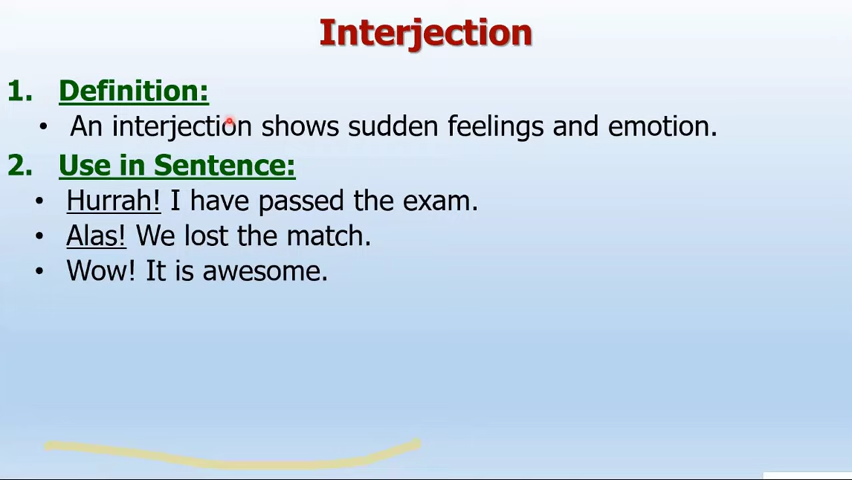 Interjection
1. Definition:
• An interjection shows sudden feelings and emotion.
2. Use in Sentence:
• Hurrah! I have passed the exam.
• Alas! We lost the match.
• Wow! It is awesome.